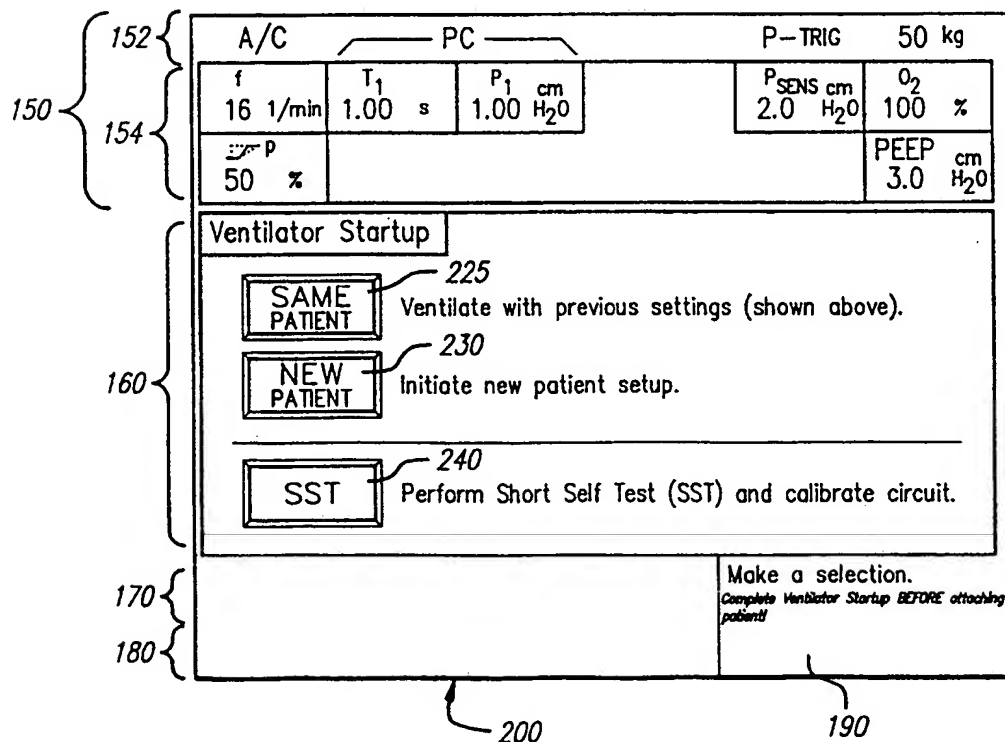 152 A/C PC P-TRIG 50 kg
150
154
f T1 P1 cm PSENS cm O2
16 1/min 1.00 s 1.00 H2O 2.0 H2O 100 %
P PEEP cm
50 % 3.0 H2O
Ventilator Startup
225
SAME PATIENT Ventilate with previous settings (shown above).
230
160
NEW PATIENT Initiate new patient setup.
240
SST Perform Short Self Test (SST) and calibrate circuit.
170 Make a selection.
Complete Ventilator Startup BEFORE attaching
patient!
180
200 190